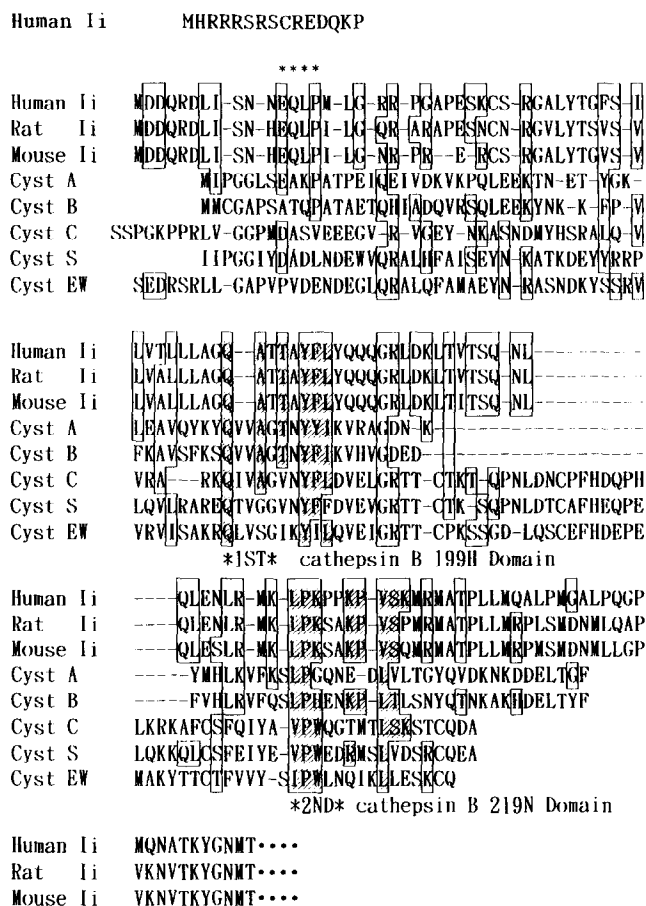 Human Ii MHRRRSRSCREDQKP
****
Human Ii MDDQRDLI-SN-NEQLPM-LG-RR-PGAPESKCS-RGALYTGFS-I
Rat Ii MDDQRDLI-SN-HEQLPI-LG-QR-ARAPESNCN-RGVLYTSVS-V
Mouse Ii MDDQRDLI-SN-HEQLPI-LG-NR-PR--E-RCS-RGALYTGVS-V
Cyst A MIPGGLSEAKPATPEIQEIVDKVKPQLEEKTN-ET-YGK-
Cyst B MMCGAPSATQPATAETQHIADQVRSQLEEKYNK-K-FP-V
Cyst C SSPGKPPRLV-GGPMDASVEEEGV-R-VGEY-NKASNDMYHSRALQ-V
Cyst S IIPGGIYDADLNDEWVQRALHFAISEYN-KATKDEYYRRP
Cyst EW SEDRSRLL-GAPVPVDENDEGLQRALQFAMAEYN-RASNDKYSSRV
Human Ii LVTLLLAGQ--ATTAYFLYQQQGRLDKLTVTSQ-NL----------
Rat Ii LVALLLAGQ--ATTAYFLYQQQGRLDKLTVTSQ-NL----------
Mouse Ii LVALLLAGQ--ATTAYFLYQQQGRLDKLTITSQ-NL----------
Cyst A LEAVQYKYQVVAGTNYYIKVRAGDN-K-------------------
Cyst B FKAVSFKSQVVAGTNYFIKVHVGDED--------------------
Cyst C VRA---RKQIVAGVNYFLDVELGRTT-CTKT-QPNLDNCPFHDQPH
Cyst S LQVLRAREQTVGGVNYFFDVEVGRTT-CTK-SQPNLDTCAFHEQPE
Cyst EW VRVISAKRQLVSGIKYILQVEIGRTT-CPKSSGD-LQSCEFHDEPE
*1ST* cathepsin B 199H Domain
Human Ii ----QLENLR-MK-LPKPPKP-VSKMRMATPLLMQALPMGALPQGP
Rat Ii ----QLENLR-MK-LPKSAKP-VSPMRMATPLLMRPLSMDNMLQAP
Mouse Ii ----QLESLR-MK-LPKSAKP-VSQMRMATPLLMRPMSMDNMLLGP
Cyst A -----YMHLKVFKSLPGQNE-DLVLTGYQVDKNKDDELTGF
Cyst B -----FVHLRVFQSLPHENKP-LTLSNYQTNKAKHDELTYF
Cyst C LKRKAFCSFQIYA-VPWQGTMTLSKSTCQDA
Cyst S LQKKQLCSFEIYE-VPWEDRMSLVDSRCQEA
Cyst EW MAKYTTCTFVVY-SIPWLNQIKLLESKCQ
*2ND* cathepsin B 219N Domain
Human Ii MQNATKYGNMT····
Rat Ii VKNVTKYGNMT····
Mouse Ii VKNVTKYGNMT····